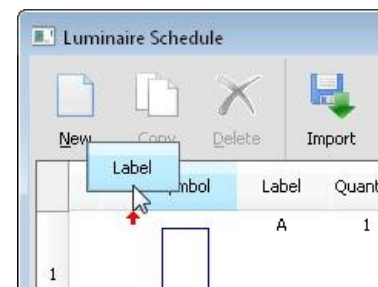 Luminaire Schedule
New Copy Delete Import
Label
mbol Label Quant
A 1
1